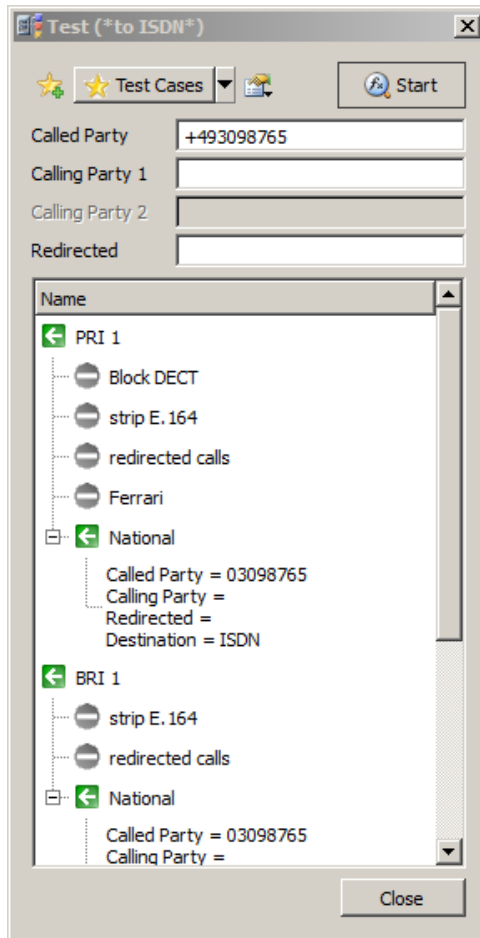 Test (*to ISDN*)
Test Cases
Start
Called Party
+493098765
Calling Party 1
Calling Party 2
Redirected
Name
PRI 1
Block DECT
strip E.164
redirected calls
Ferrari
National
Called Party = 03098765
Calling Party =
Redirected =
Destination = ISDN
BRI 1
strip E.164
redirected calls
National
Called Party = 03098765
Calling Party =
Close